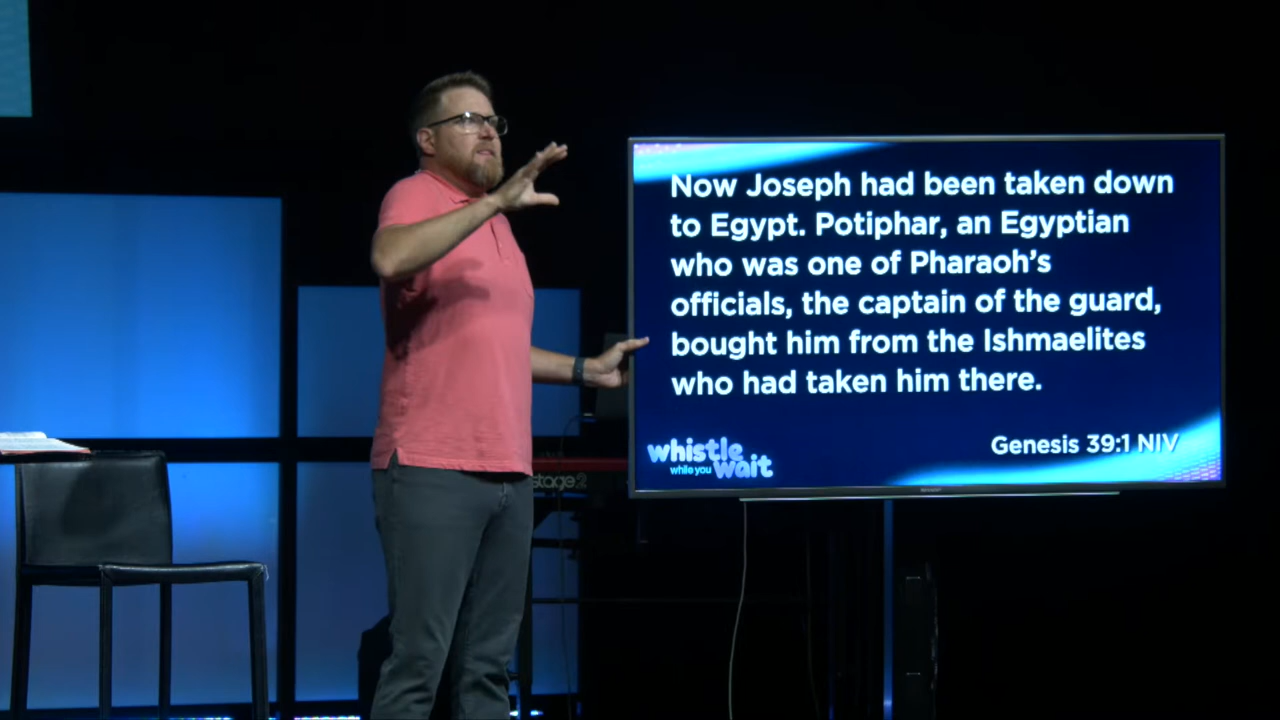 Now Joseph had been taken down
to Egypt. Potiphar, an Egyptian
who was one of Pharaoh's
officials, the captain of the guard,
bought him from the Ishmaelites
who had taken him there.
Genesis 39:1 NIV
whistle
while you
wait
stage2